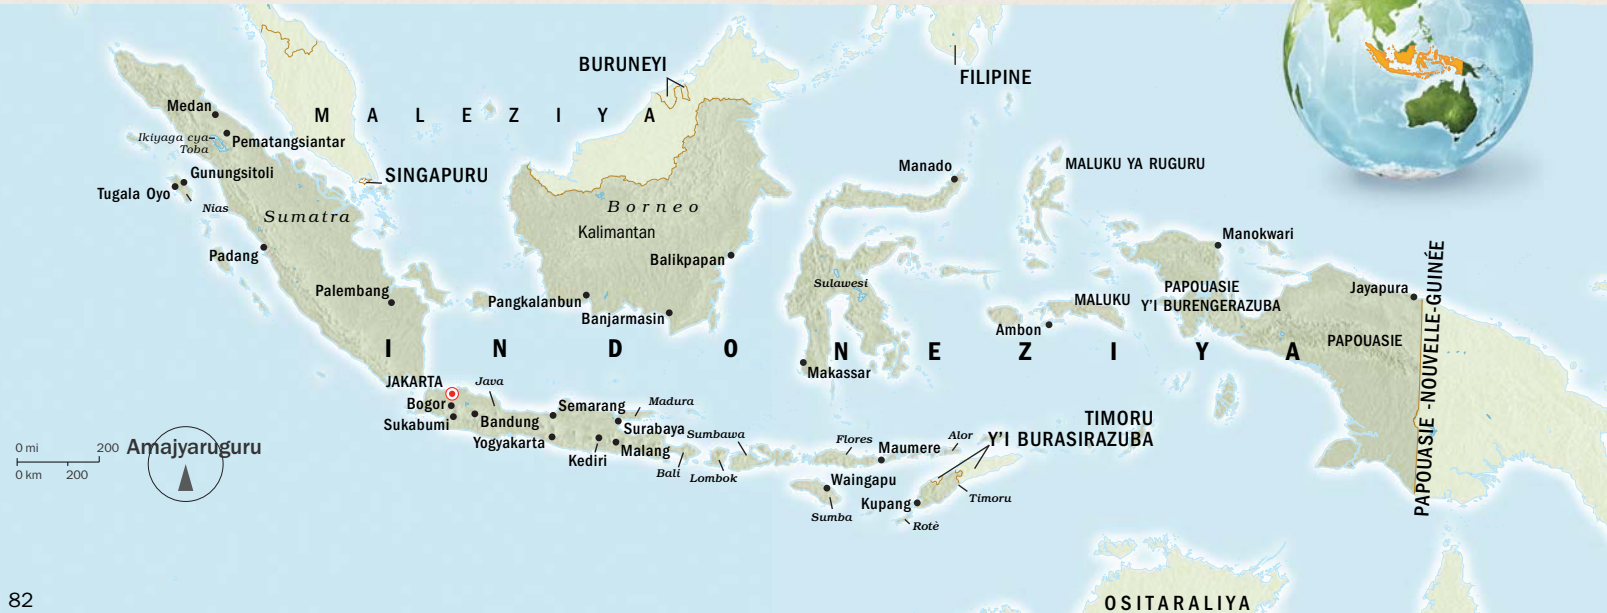 BURUNEYI
FILIPINE
Medan
M A L E Z I Y A
Ikiyaga cya-
Toba
Pematangsiantar
Gunungsitoli
SINGAPURU
Manado
MALUKU YA RUGURU
Tugala Oyo
Nias
Sumatra
Borneo
Kalimantan
Manokwari
Padang
Balikpapan
Sulawesi
Palembang
Pangkalanbun
Banjarmasin
MALUKU
Ambon
PAPOUASIE
Y'I BURENGERAZUBA
Jayapura
PAPOUASIE
PAPOUASIE -NOUVELLE-GUINÉE
I N D O N E Z I Y A
Makassar
JAKARTA
Java
Bogor
Sukabumi
Bandung
Semarang
Madura
Surabaya
Yogyakarta
Kediri
Malang
Bali
Lombok
Sumbawa
Flores
Maumere
Alor
TIMORU
Y'I BURASIRAZUBA
Waingapu
Sumba
Kupang
Timoru
Rotè
0 mi 200
0 km 200
Amajyaruguru
OSITARALIYA
82